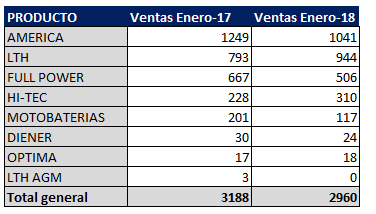 PRODUCTO Ventas Enero-17 Ventas Enero-18
AMERICA 1249 1041
LTH 793 944
FULL POWER 667 506
HI-TEC 228 310
MOTOBATERIAS 201 117
DIENER 30 24
OPTIMA 17 18
LTH AGM 3 0
Total general 3188 2960